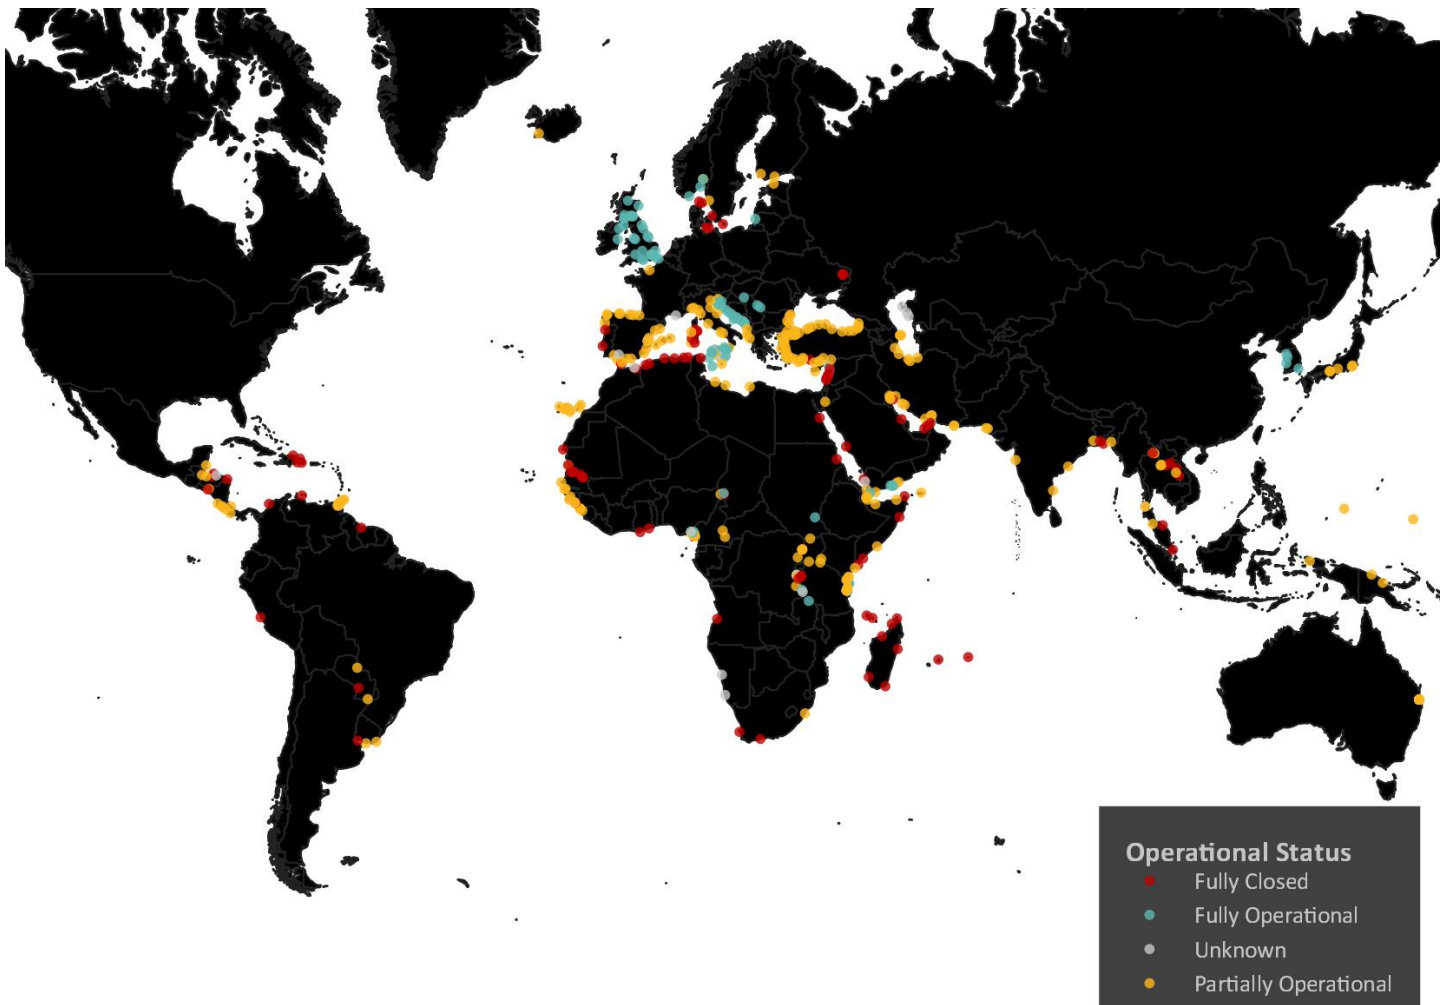 Operational Status
Fully Closed
Fully Operational
Unknown
Partially Operational